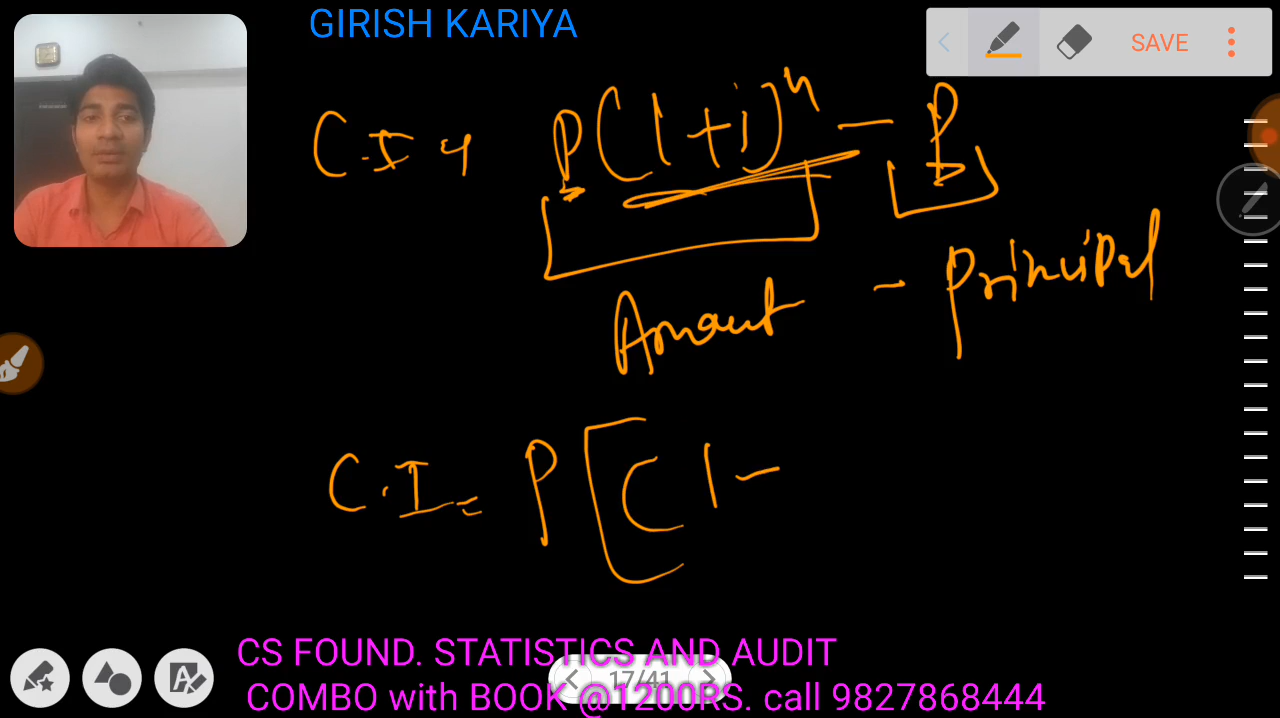 GIRISH KARIYA
SAVE
C.I = P(1+i)^n - P
Amount - Principal
C.I = P[(1-
17/41
CS FOUND. STATISTICS AND AUDIT
COMBO with BOOK @1200RS. call 9827868444